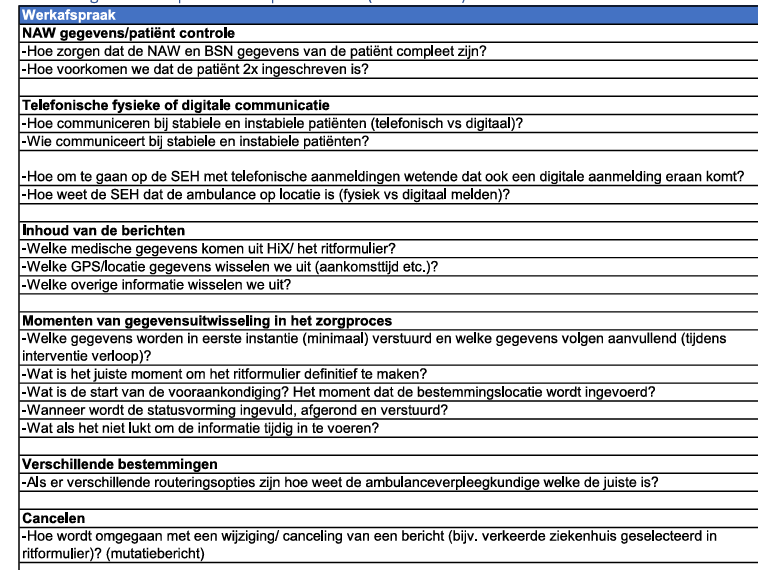 Werkafspraak
NAW gegevens/patiënt controle
-Hoe zorgen dat de NAW en BSN gegevens van de patiënt compleet zijn?
-Hoe voorkomen we dat de patiënt 2x ingeschreven is?
Telefonische fysieke of digitale communicatie
-Hoe communiceren bij stabiele en instabiele patiënten (telefonisch vs digitaal)?
-Wie communiceert bij stabiele en instabiele patiënten?
-Hoe om te gaan op de SEH met telefonische aanmeldingen wetende dat ook een digitale aanmelding eraan komt?
-Hoe weet de SEH dat de ambulance op locatie is (fysiek vs digitaal melden)?
Inhoud van de berichten
-Welke medische gegevens komen uit HiX/ het ritformulier?
-Welke GPS/locatie gegevens wisselen we uit (aankomsttijd etc.)?
-Welke overige informatie wisselen we uit?
Momenten van gegevensuitwisseling in het zorgproces
-Welke gegevens worden in eerste instantie (minimaal) verstuurd en welke gegevens volgen aanvullend (tijdens
interventie verloop)?
-Wat is het juiste moment om het ritformulier definitief te maken?
-Wat is de start van de vooraankondiging? Het moment dat de bestemmingslocatie wordt ingevoerd?
-Wanneer wordt de statusvorming ingevuld, afgerond en verstuurd?
-Wat als het niet lukt om de informatie tijdig in te voeren?
Verschillende bestemmingen
-Als er verschillende routeringsopties zijn hoe weet de ambulanceverpleegkundige welke de juiste is?
Cancelen
-Hoe wordt omgegaan met een wijziging/ canceling van een bericht (bijv. verkeerde ziekenhuis geselecteerd in
ritformulier)? (mutatiebericht)